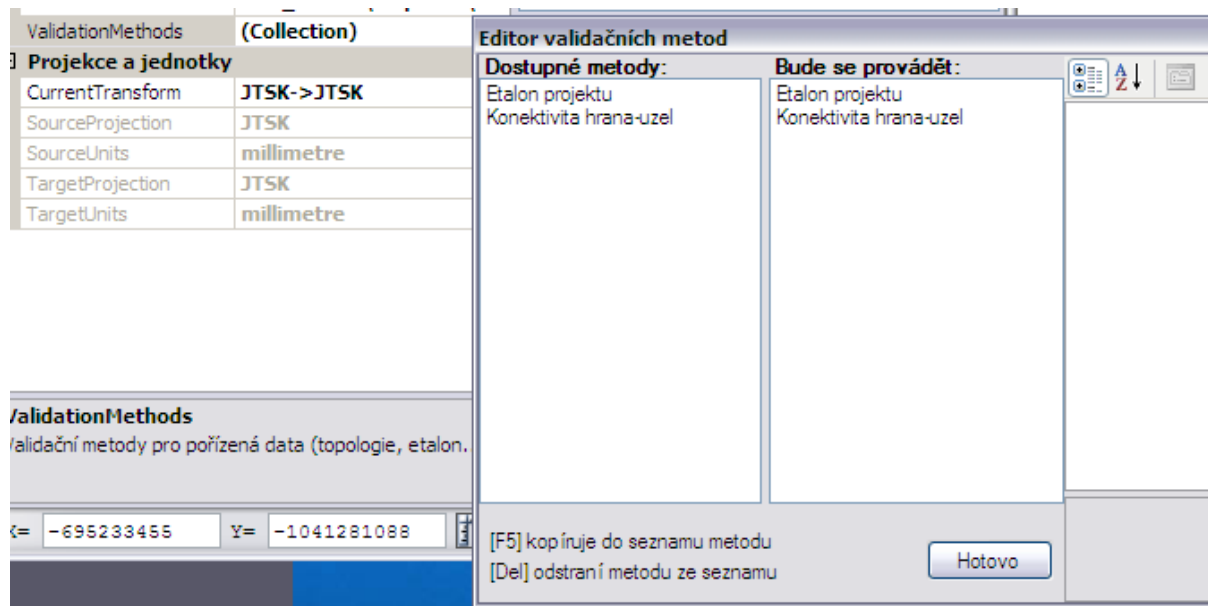 ValidationMethods (Collection)
Projekce a jednotky
CurrentTransform JTSK->JTSK
SourceProjection JTSK
SourceUnits millimetre
TargetProjection JTSK
TargetUnits millimetre
ValidationMethods
Validační metody pro pořízená data (topologie, etalon.
X= -695233455 Y= -1041281088
Editor validačních metod
Dostupné metody:
Etalon projektu
Konektivita hrana-uzel
Bude se provádět:
Etalon projektu
Konektivita hrana-uzel
A
Z
[F5] kopíruje do seznamu metodu
[Del] odstraní metodu ze seznamu
Hotovo